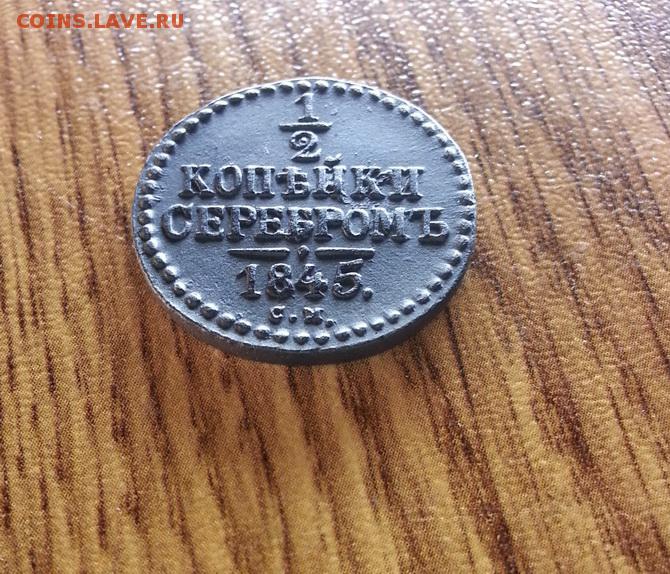 COINS.LAVE.RU
1
2
КОПѢЙКИ
СЕРЕБРОМЪ
1845.
С.М.